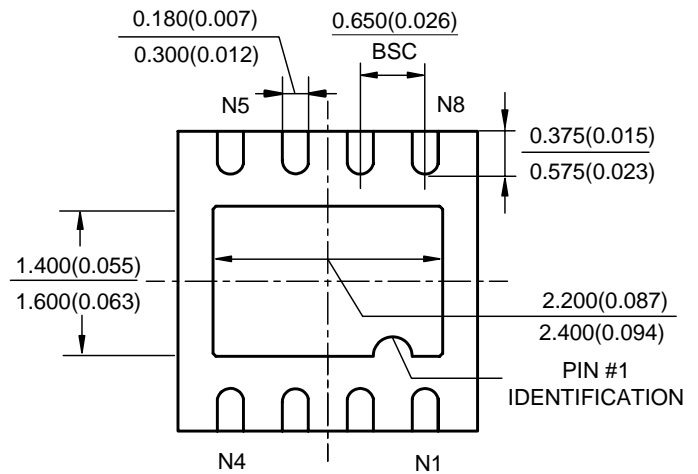 0.180(0.007)
0.300(0.012)
0.650(0.026)
BSC
N5
N8
0.375(0.015)
0.575(0.023)
1.400(0.055)
1.600(0.063)
2.200(0.087)
2.400(0.094)
PIN #1
IDENTIFICATION
N4
N1